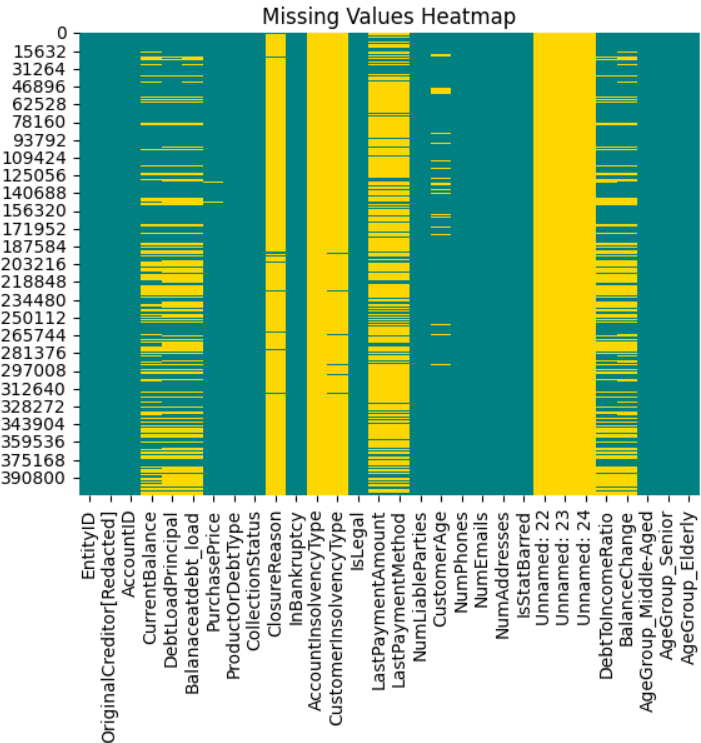 Missing Values Heatmap
0
15632
31264
46896
62528
78160
93792
109424
125056
140688
156320
171952
187584
203216
218848
234480
250112
265744
281376
297008
312640
328272
343904
359536
375168
390800
EntityID
OriginalCreditor[Redacted]
AccountID
CurrentBalance
DebtLoadPrincipal
Balanaceatdebt_load
PurchasePrice
ProductOrDebtType
CollectionStatus
ClosureReason
InBankruptcy
AccountInsolvencyType
CustomerInsolvencyType
IsLegal
LastPaymentAmount
LastPaymentMethod
NumLiableParties
CustomerAge
NumPhones
NumEmails
NumAddresses
IsStatBarred
Unnamed: 22
Unnamed: 23
Unnamed: 24
DebtToIncomeRatio
BalanceChange
AgeGroup_Middle-Aged
AgeGroup_Senior
AgeGroup_Elderly